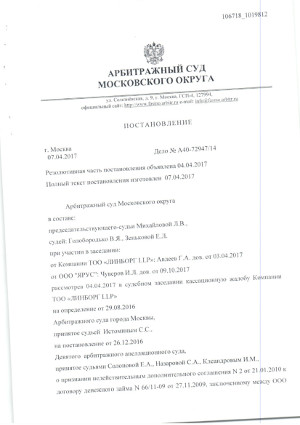 106718_1019812
АРБИТРАЖНЫЙ СУД
МОСКОВСКОГО ОКРУГА
ул. Селезнёвская, д. 9, г. Москва, ГСП-4, 127994,
официальный сайт: http://www.fasmo.arbitr.ru e-mail: info@fasmo.arbitr.ru
ПОСТАНОВЛЕНИЕ
г. Москва
07.04.2017 Дело № А40-72947/14
Резолютивная часть постановления объявлена 04.04.2017
Полный текст постановления изготовлен 07.04.2017
Арбитражный суд Московского округа
в составе:
председательствующего-судьи Михайловой Л.В.,
судей: Голобородько В.Я., Зеньковой Е.Л.
при участии в заседании:
от Компании ТОО «ЛИНБОРГ LLP»: Авдеев Г.А. дов. от 03.04.2017
от ООО "ЯРУС": Чуверов И.Л. дов. от 09.10.2017
рассмотрев 04.04.2017 в судебном заседании кассационную жалобу Компании
ТОО «ЛИНБОРГ LLP»
на определение от 29.08.2016
Арбитражного суда города Москвы,
принятое судьей Истоминым С.С.,
на постановление от 26.12.2016
Девятого арбитражного апелляционного суда,
принятое судьями Солоповой Е.А., Назаровой С.А., Клеандровым И.М.,
о признании недействительным дополнительного соглашения N 2 от 21.01.2010 к
договору денежного займа N 66/11-09 от 27.11.2009, заключенному между ООО